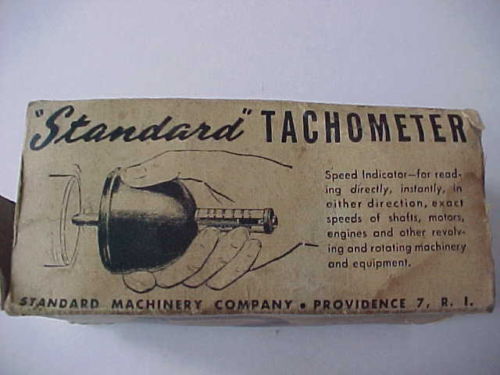 "Standard" TACHOMETER
Speed Indicator—for read-
ing directly, instantly, in
either direction, exact
speeds of shafts, motors,
engines and other revolv-
ing and rotating machinery
and equipment.
STANDARD MACHINERY COMPANY • PROVIDENCE 7, R. I.